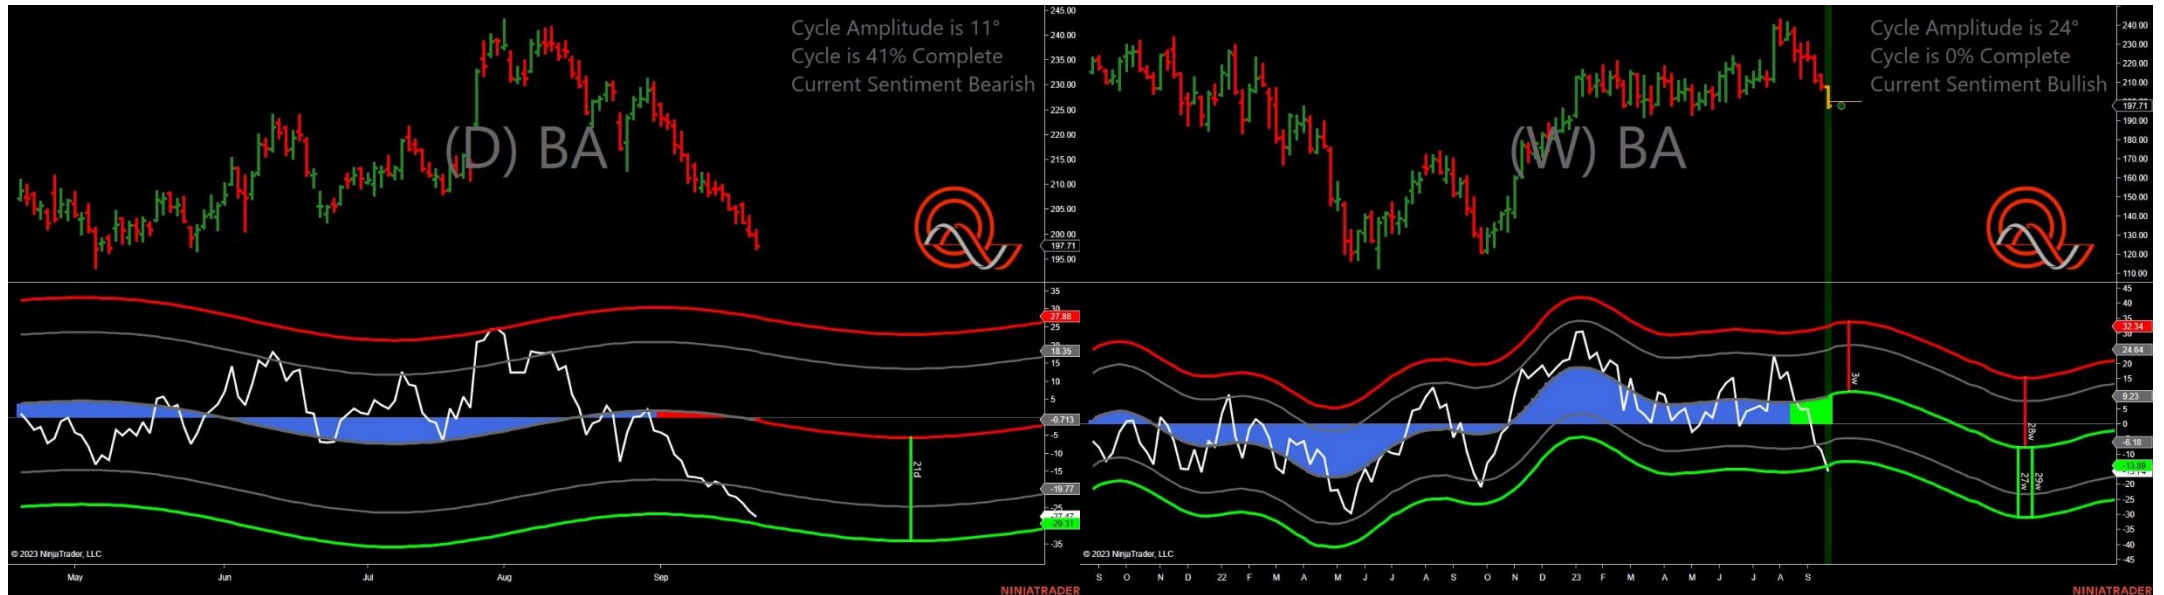 Cycle Amplitude is 11°
Cycle is 41% Complete
Current Sentiment Bearish
(D) BA
245.00
240.00
235.00
230.00
225.00
220.00
215.00
210.00
205.00
200.00
197.71
195.00
35
30
27.88
25
18.35
15
10
5
-0.713
-5
-10
-15
-19.77
-25
-27.47
-29.31
-35
21d
© 2023 NinjaTrader, LLC
May
Jun
Jul
Aug
Sep
NINJATRADER
Cycle Amplitude is 24°
Cycle is 0% Complete
Current Sentiment Bullish
(W) BA
240.00
230.00
220.00
210.00
197.71
190.00
180.00
170.00
160.00
150.00
140.00
130.00
120.00
110.00
45
40
35
32.34
24.64
20
15
9.23
5
0
-6.18
-10
-13.89
-20
-25
-30
-35
-40
-45
3w
28w
27w
29w
© 2023 NinjaTrader, LLC
S O N D 22 F M A M J J A S O N D 23 F M A M J J A S
NINJATRADER